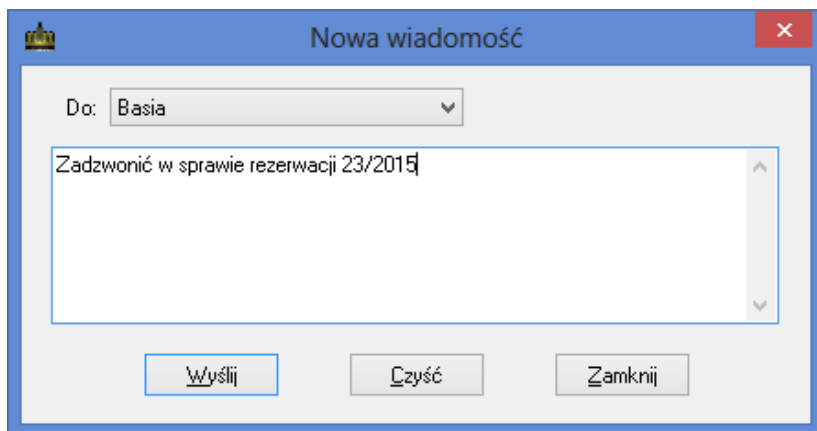 Nowa wiadomość
Do: Basia
Zadzwonić w sprawie rezerwacji 23/2015
Wyślij Czyść Zamknij